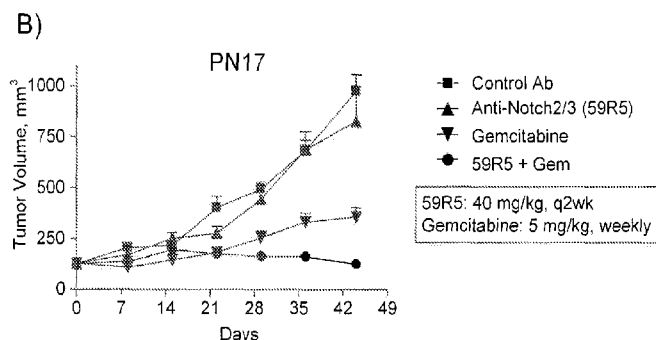 B)
PN17
Tumor Volume, mm³
1000
750
500
250
0
0 7 14 21 28 35 42 49
Days
Control Ab
Anti-Notch2/3 (59R5)
Gemcitabine
59R5 + Gem
59R5: 40 mg/kg, q2wk
Gemcitabine: 5 mg/kg, weekly